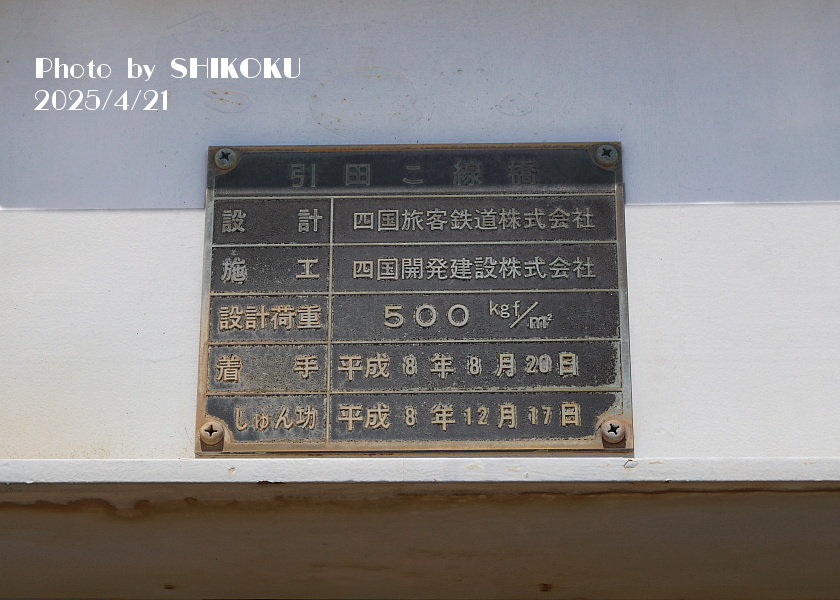 Photo by SHIKOKU
2025/4/21
引田こ線橋
設計 四国旅客鉄道株式会社
施工 四国開発建設株式会社
設計荷重 500 kgf/m²
着手 平成8年8月20日
しゅん功 平成8年12月17日